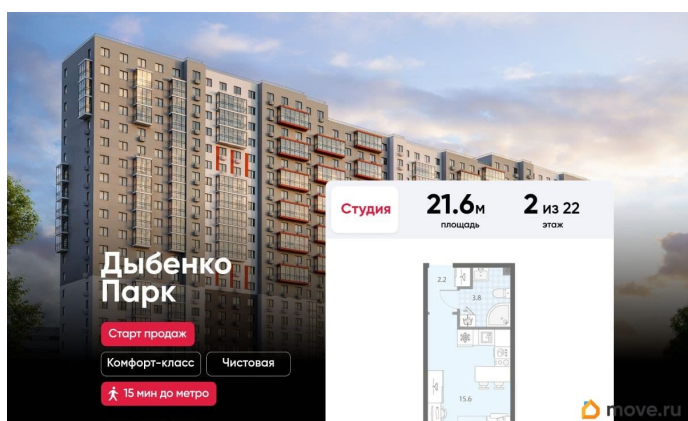 Студия
21.6м
площадь
2 из 22
этаж
Дыбенко
Парк
Старт продаж
Комфорт-класс
Чистовая
15 мин до метро
2.2
3.8
15.6
move.ru